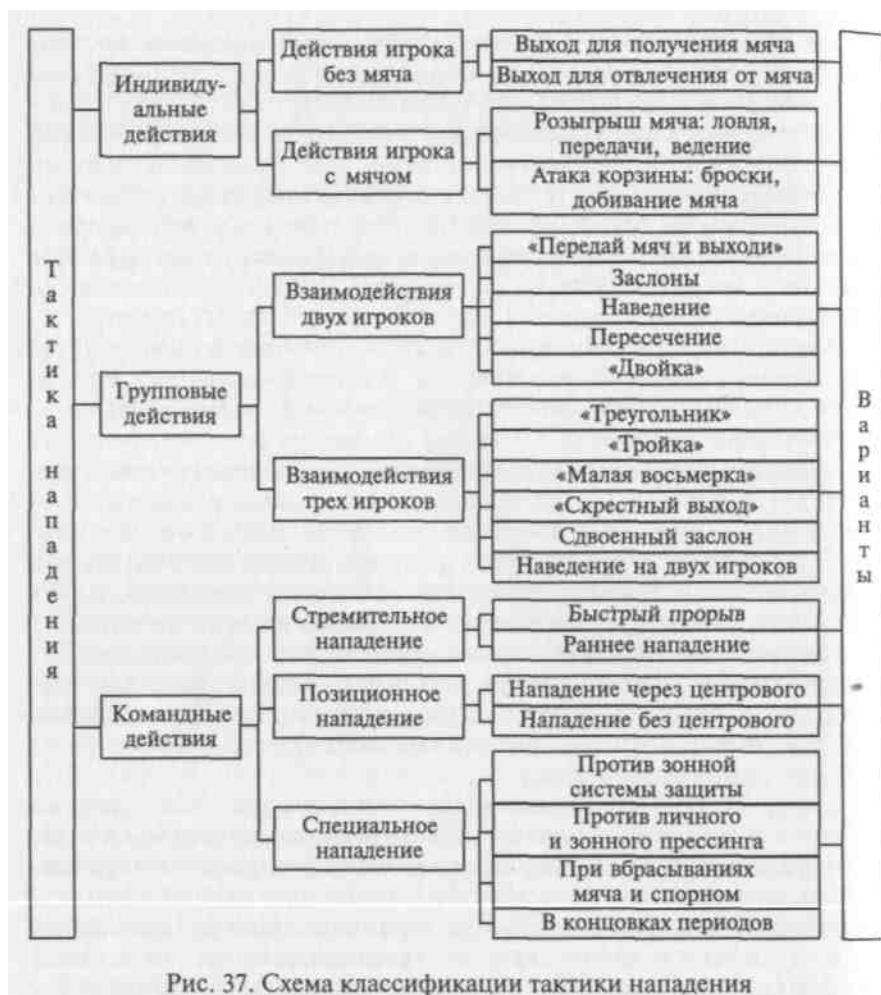 Тактика нападения
Индивиду-
альные
действия
Действия игрока
без мяча
Выход для получения мяча
Выход для отвлечения от мяча
Действия игрока
с мячом
Розыгрыш мяча: ловля,
передачи, ведение
Атака корзины: броски,
добивание мяча
Групповые
действия
Взаимодействия
двух игроков
«Передай мяч и выходи»
Заслоны
Наведение
Пересечение
«Двойка»
Взаимодействия
трех игроков
«Треугольник»
«Тройка»
«Малая восьмерка»
«Скрестный выход»
Сдвоенный заслон
Наведение на двух игроков
Командные
действия
Стремительное
нападение
Быстрый прорыв
Раннее нападение
Позиционное
нападение
Нападение через центрового
Нападение без центрового
Специальное
нападение
Против зонной
системы защиты
Против личного
и зонного прессинга
При вбрасываниях
мяча и спорном
В концовках периодов
Варианты
Рис. 37. Схема классификации тактики нападения